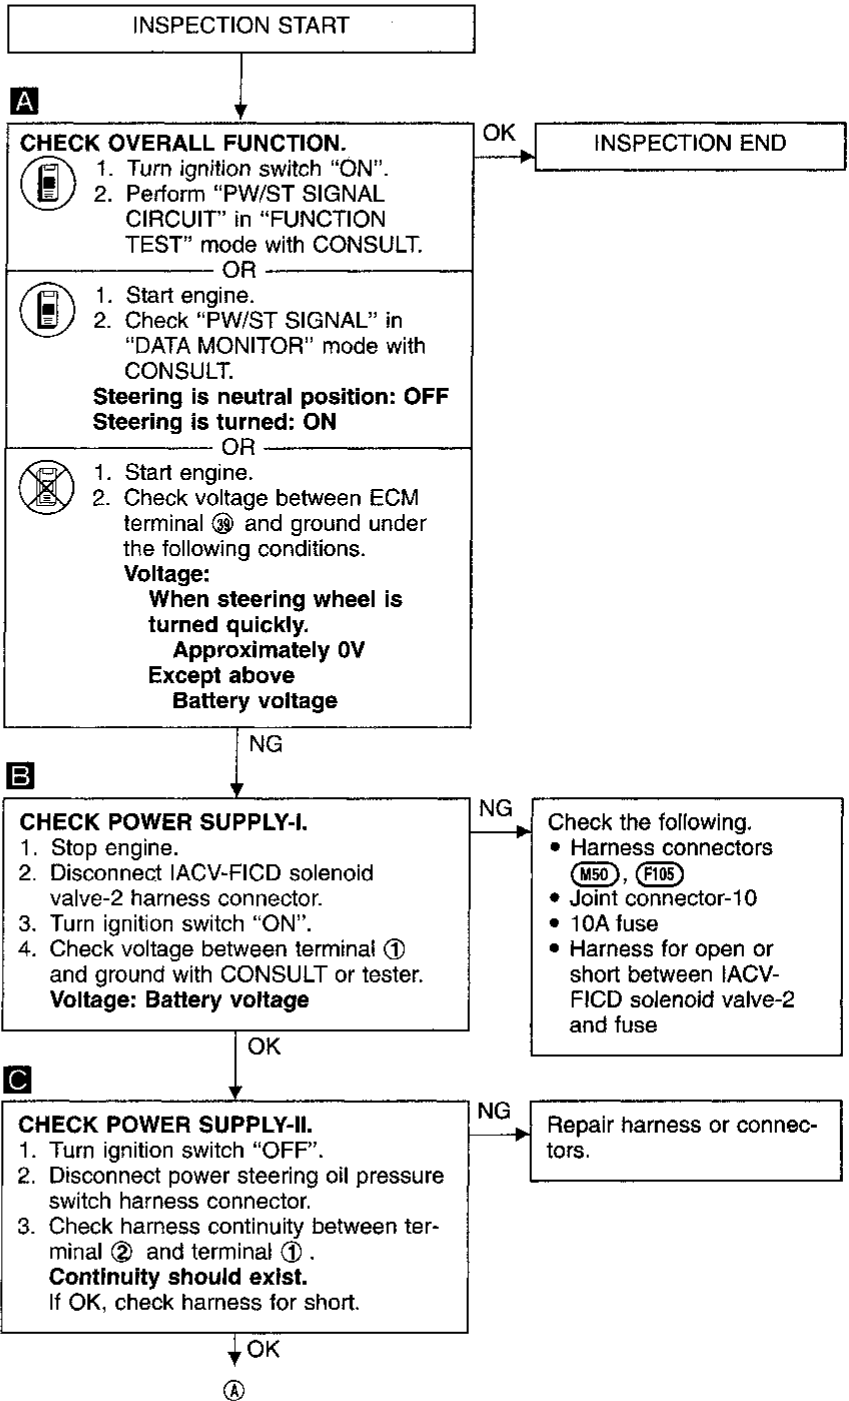 INSPECTION START
A
CHECK OVERALL FUNCTION.
1. Turn ignition switch “ON”.
2. Perform “PW/ST SIGNAL
CIRCUIT” in “FUNCTION
TEST” mode with CONSULT.
OR
1. Start engine.
2. Check “PW/ST SIGNAL” in
“DATA MONITOR” mode with
CONSULT.
Steering is neutral position: OFF
Steering is turned: ON
OR
1. Start engine.
2. Check voltage between ECM
terminal ㊴ and ground under
the following conditions.
Voltage:
When steering wheel is
turned quickly.
Approximately 0V
Except above
Battery voltage
OK
INSPECTION END
NG
B
CHECK POWER SUPPLY-I.
1. Stop engine.
2. Disconnect IACV-FICD solenoid
valve-2 harness connector.
3. Turn ignition switch “ON”.
4. Check voltage between terminal ①
and ground with CONSULT or tester.
Voltage: Battery voltage
NG
Check the following.
• Harness connectors
M50, F105
• Joint connector-10
• 10A fuse
• Harness for open or
short between IACV-
FICD solenoid valve-2
and fuse
OK
C
CHECK POWER SUPPLY-II.
1. Turn ignition switch “OFF”.
2. Disconnect power steering oil pressure
switch harness connector.
3. Check harness continuity between ter-
minal ② and terminal ① .
Continuity should exist.
If OK, check harness for short.
NG
Repair harness or connec-
tors.
OK
Ⓐ